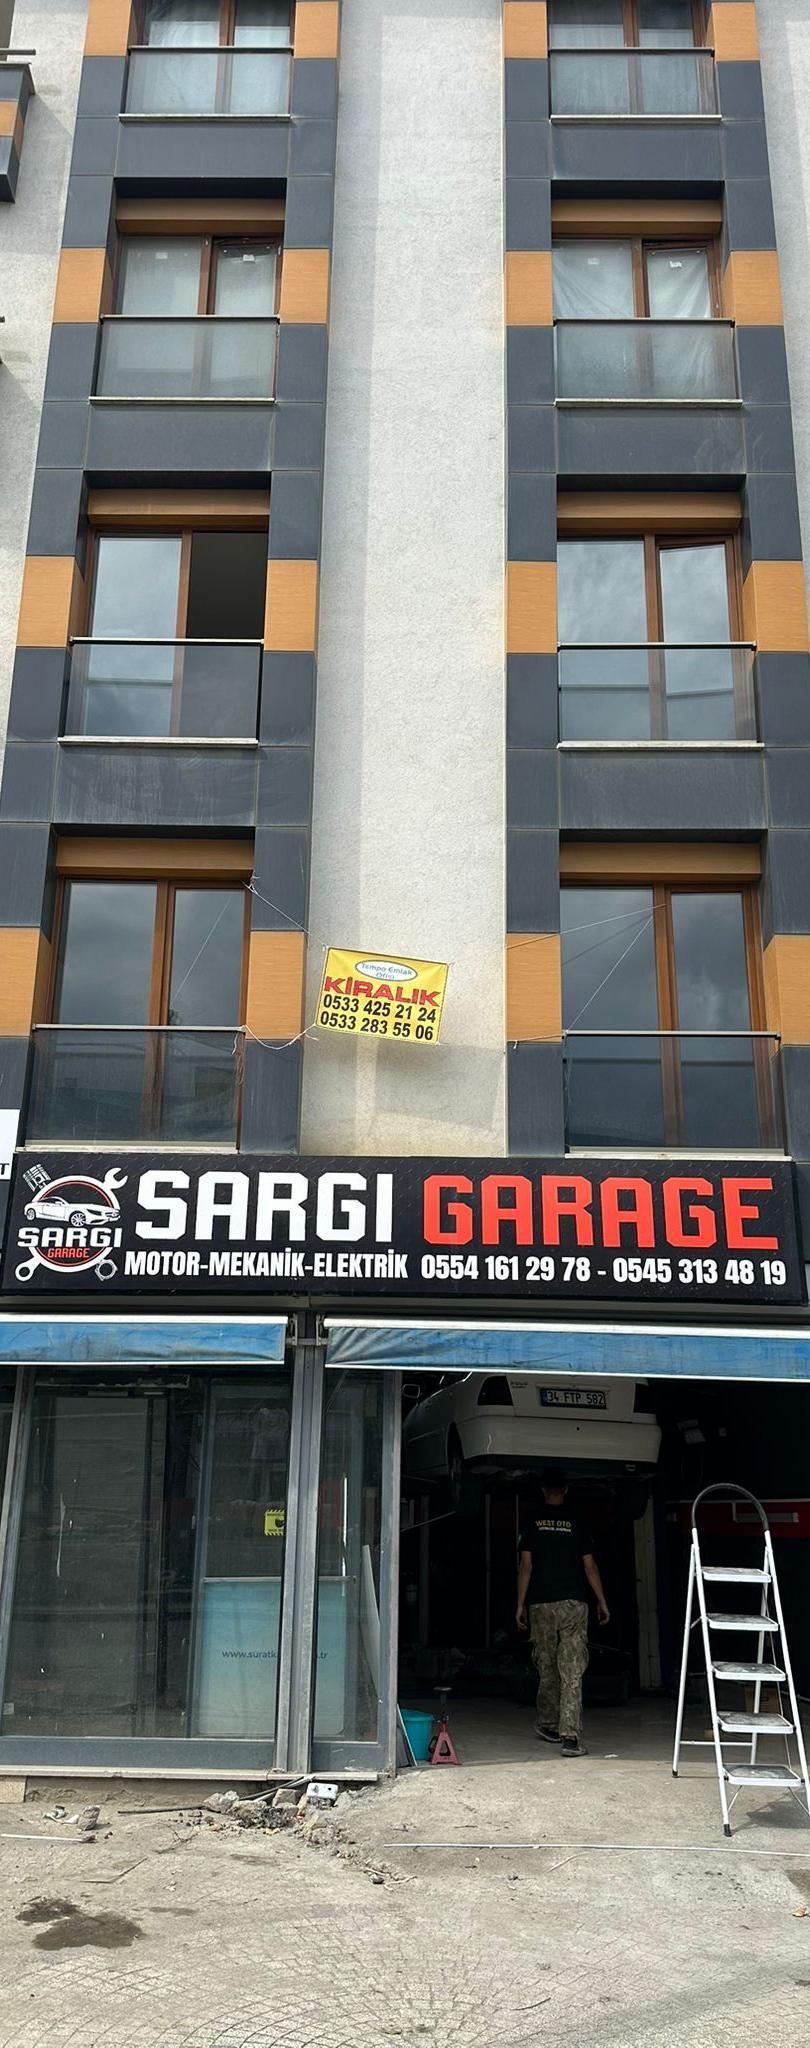 Tempo Emlak
Ofisi
KİRALIK
0533 425 21 24
0533 283 55 06
T
SARGI GARAGE
SARGI
GARAGE
MOTOR-MEKANİK-ELEKTRİK 0554 161 29 78 - 0545 313 48 19
34 FTP 582
WEST OTO